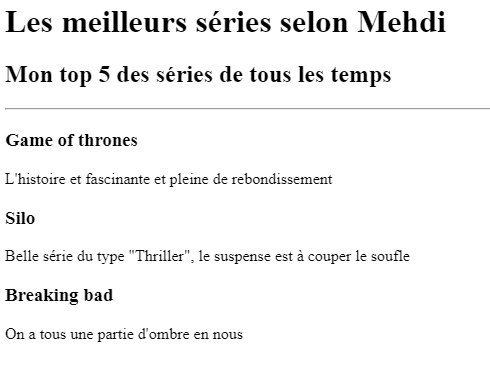 Les meilleurs séries selon Mehdi
Mon top 5 des séries de tous les temps
Game of thrones
L'histoire et fascinante et pleine de rebondissement
Silo
Belle série du type "Thriller", le suspense est à couper le soufle
Breaking bad
On a tous une partie d'ombre en nous